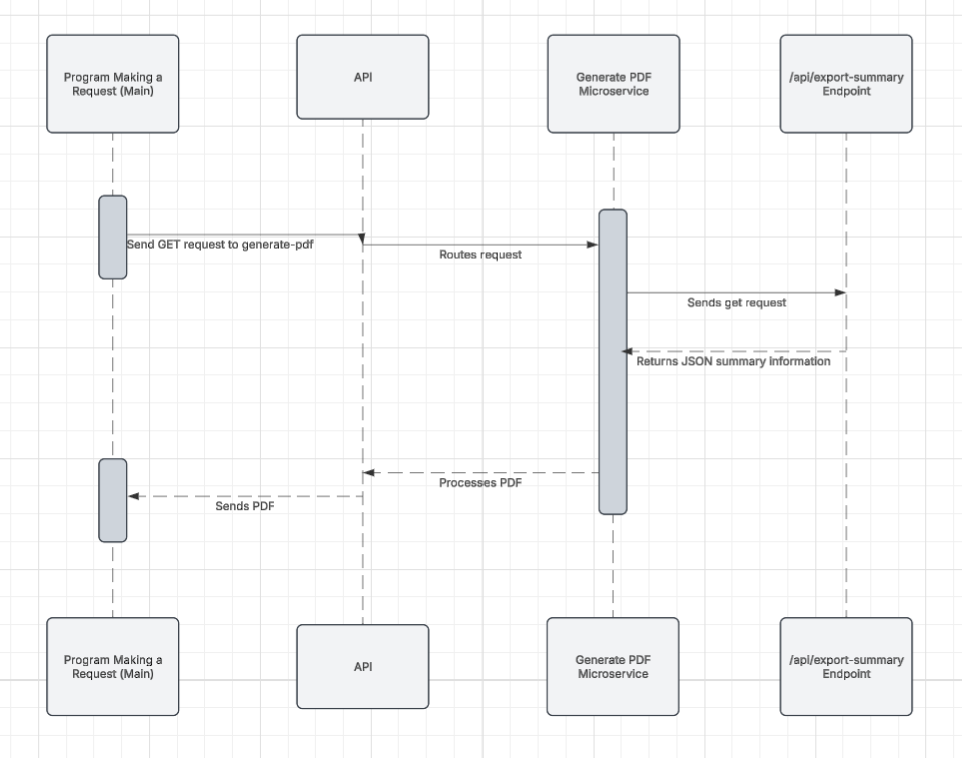 Program Making a
Request (Main)
API
Generate PDF
Microservice
/api/export-summary
Endpoint
Send GET request to generate-pdf
Routes request
Sends get request
Returns JSON summary information
Processes PDF
Sends PDF
Program Making a
Request (Main)
API
Generate PDF
Microservice
/api/export-summary
Endpoint